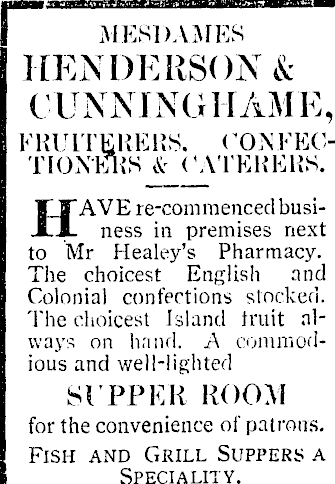 MESDAMES
HENDERSON &
CUNNINGHAME,
FRUITERERS, CONFEC-
TIONERS & CATERERS.
HAVE re-commenced busi-
ness in premises next
to Mr Healey's Pharmacy.
The choicest English and
Colonial confections stocked.
The choicest Island fruit al-
ways on hand. A commod-
ious and well-lighted
SUPPER ROOM
for the convenience of patrons.
FISH AND GRILL SUPPERS A
SPECIALITY.